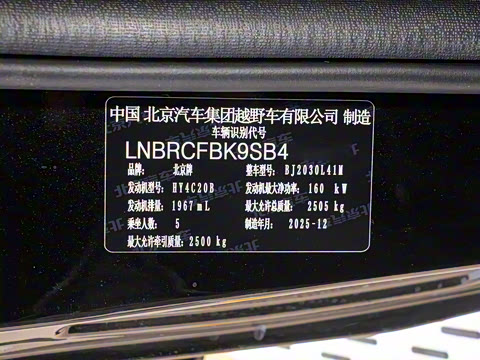 中国 北京汽车集团越野车有限公司 制造
车辆识别代号
LNBRCFBK9SB4
品牌: 北京牌 整车型号: BJ2030L41M
发动机型号: HY4C20B 发动机最大净功率: 160 kW
发动机排量: 1967 mL 最大允许总质量: 2505 kg
乘坐人数: 5 制造年月: 2025-12
最大允许牵引质量: 2500 kg